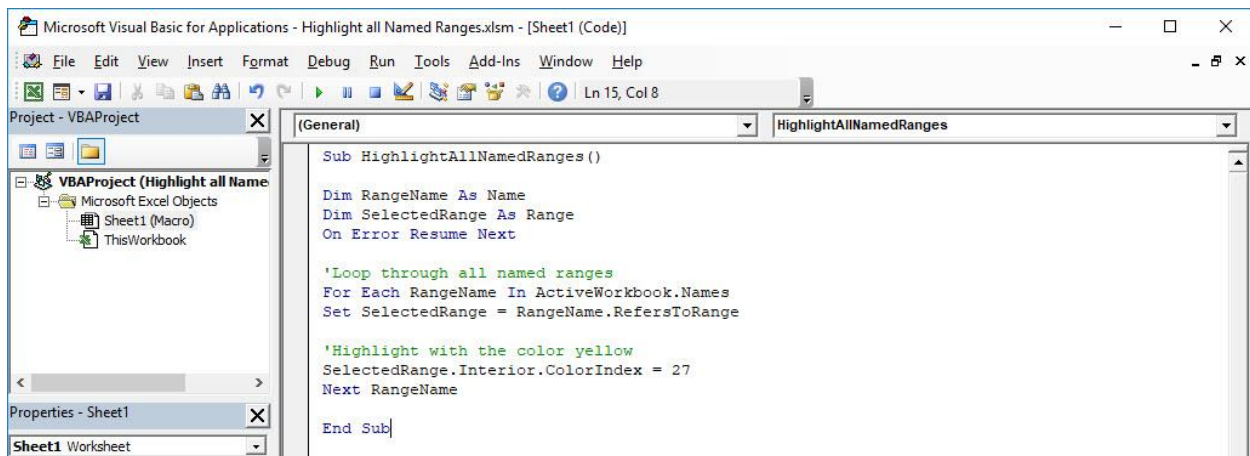 Microsoft Visual Basic for Applications - Highlight all Named Ranges.xlsm - [Sheet1 (Code)]
File Edit View Insert Format Debug Run Tools Add-Ins Window Help
Ln 15, Col 8
Project - VBAProject
(General) HighlightAllNamedRanges
VBAProject (Highlight all Name
Microsoft Excel Objects
Sheet1 (Macro)
ThisWorkbook
Sub HighlightAllNamedRanges()
Dim RangeName As Name
Dim SelectedRange As Range
On Error Resume Next
'Loop through all named ranges
For Each RangeName In ActiveWorkbook.Names
Set SelectedRange = RangeName.RefersToRange
'Highlight with the color yellow
SelectedRange.Interior.ColorIndex = 27
Next RangeName
End Sub
Properties - Sheet1
Sheet1 Worksheet